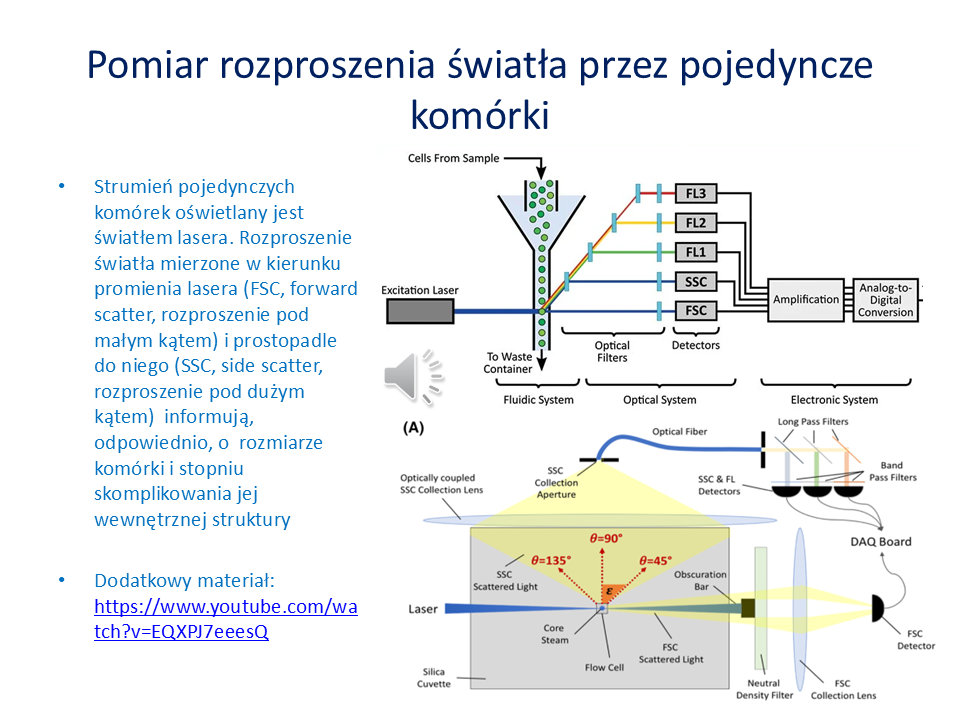 Pomiar rozproszenia światła przez pojedyncze
komórki
• Strumień pojedynczych
komórek oświetlany jest
światłem lasera. Rozproszenie
światła mierzone w kierunku
promienia lasera (FSC, forward
scatter, rozproszenie pod
małym kątem) i prostopadle
do niego (SSC, side scatter,
rozproszenie pod dużym
kątem) informują,
odpowiednio, o rozmiarze
komórki i stopniu
skomplikowania jej
wewnętrznej struktury
• Dodatkowy materiał:
https://www.youtube.com/wa
tch?v=EQXPJ7eeesQ
Cells From Sample
FL3
FL2
FL1
SSC
FSC
Excitation Laser
Amplification
Analog-to-
Digital
Conversion
Optical
Filters
Detectors
To Waste
Container
Fluidic System
Optical System
Electronic System
(A)
Optical Fiber
Long Pass Filters
SSC
Collection
Aperture
Optically coupled
SSC Collection Lens
SSC & FL
Detectors
Band
Pass Filters
DAQ Board
θ=90°
θ=135°
θ=45°
SSC
Scattered Light
ε
Obscuration
Bar
Laser
Core
Steam
Flow Cell
FSC
Scattered Light
FSC
Detector
Silica
Cuvette
Neutral
Density Filter
FSC
Collection Lens